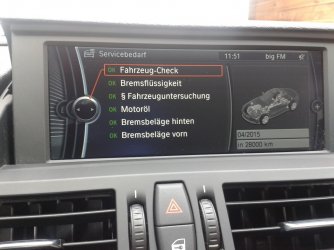 Servicebedarf 11:51 big FM
OK Fahrzeug-Check
OK Bremsflüssigkeit
OK § Fahrzeuguntersuchung
OK Motoröl
OK Bremsbeläge hinten
OK Bremsbeläge vorn
04/2015
in 28000 km